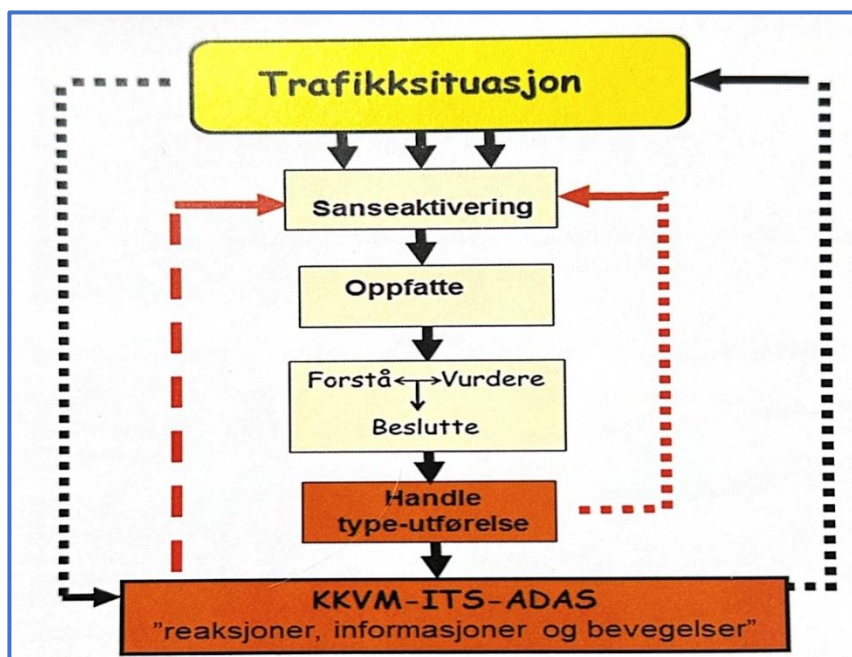 Trafikksituasjon
Sanseaktivering
Oppfatte
Forstå Vurdere
Beslutte
Handle
type-utførelse
KKVM-ITS-ADAS
"reaksjoner, informasjoner og bevegelser"